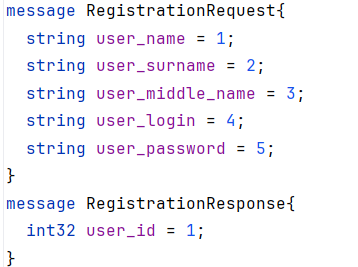 message RegistrationRequest{
  string user_name = 1;
  string user_surname = 2;
  string user_middle_name = 3;
  string user_login = 4;
  string user_password = 5;
}
message RegistrationResponse{
  int32 user_id = 1;
}